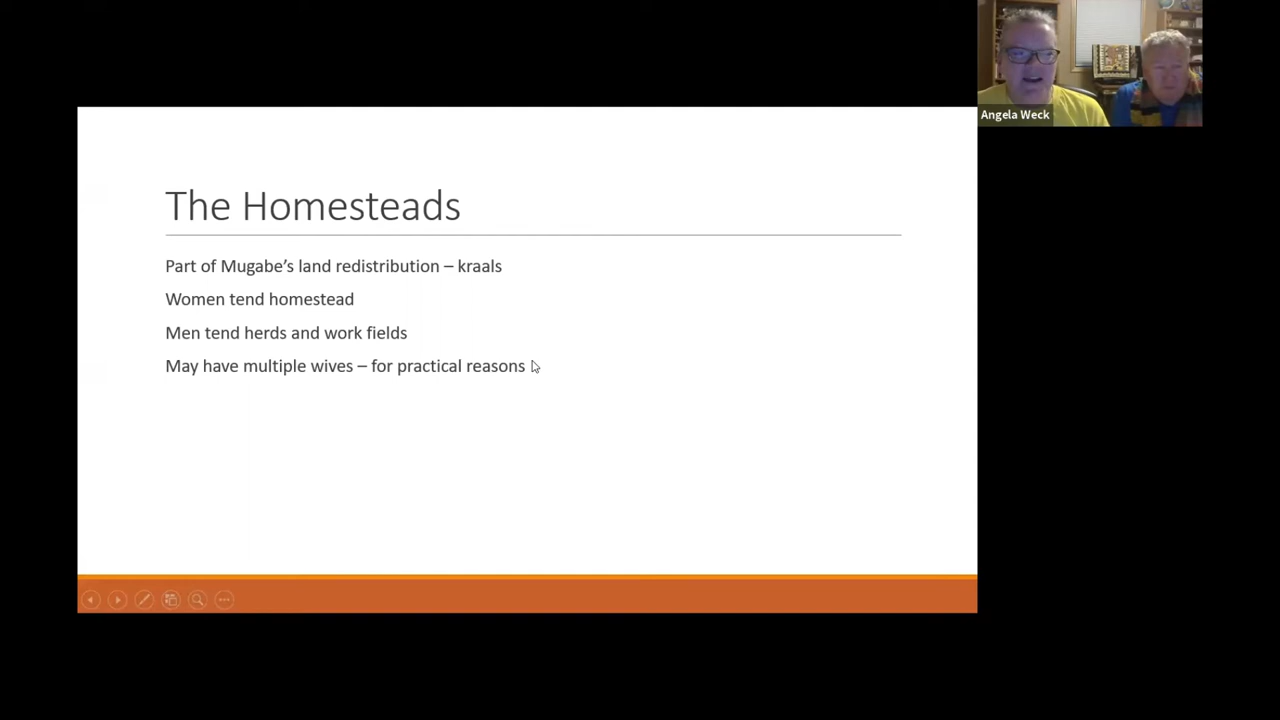 Angela Weck
The Homesteads
Part of Mugabe’s land redistribution – kraals
Women tend homestead
Men tend herds and work fields
May have multiple wives – for practical reasons